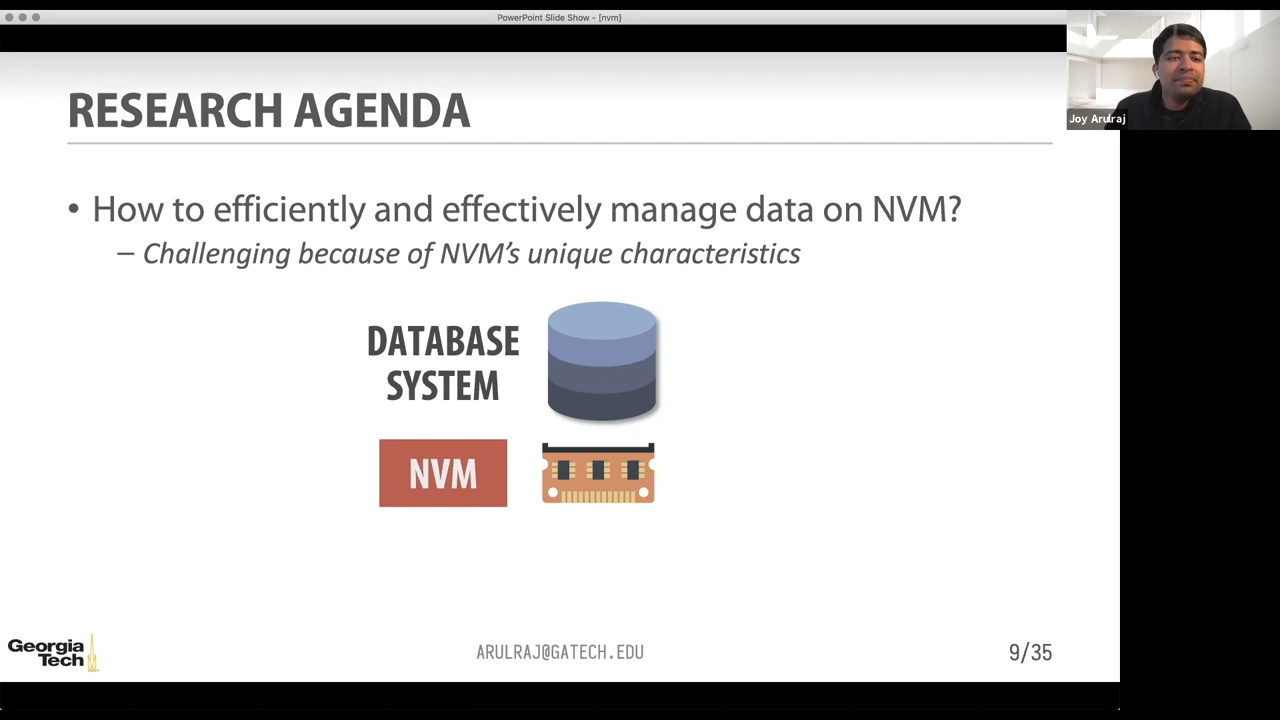 PowerPoint Slide Show - [nvm]
Joy Arulraj
RESEARCH AGENDA
• How to efficiently and effectively manage data on NVM?
– Challenging because of NVM’s unique characteristics
DATABASE
SYSTEM
NVM
Georgia
Tech
ARULRAJ@GATECH.EDU
9/35